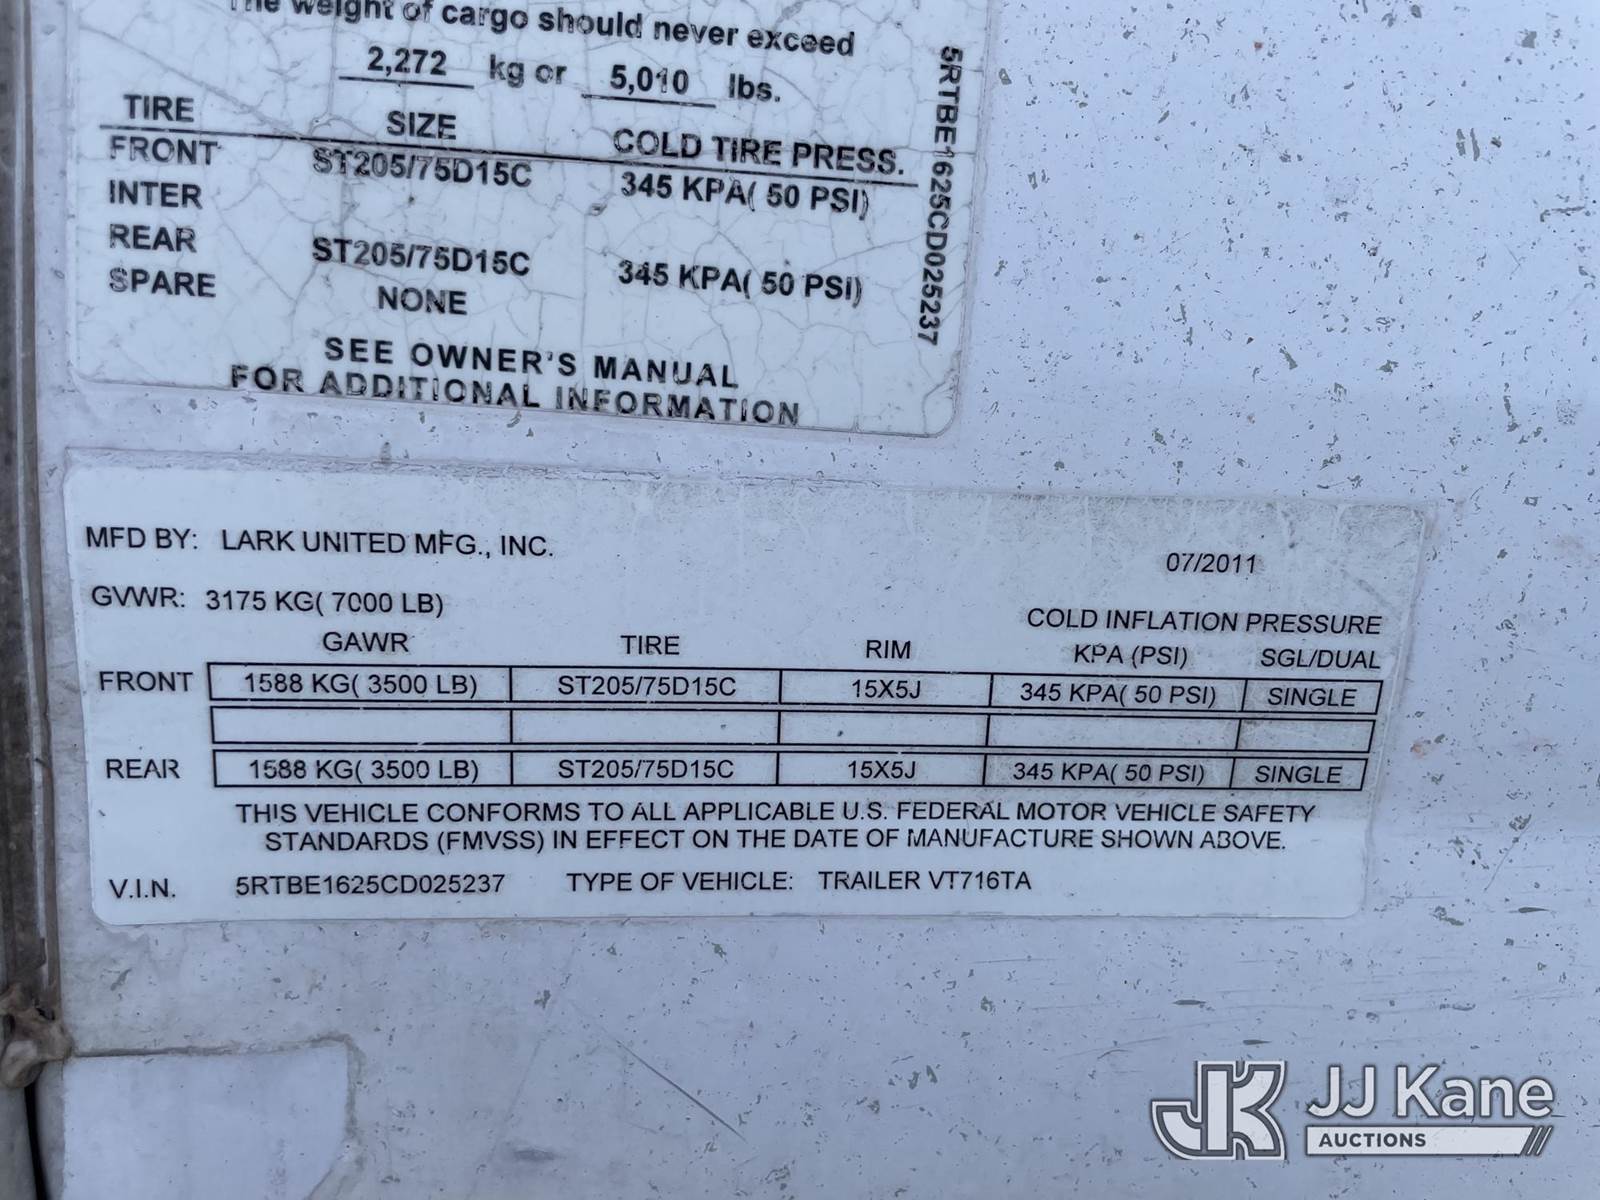 The weight of cargo should never exceed
2,272 kg or 5,010 lbs.
TIRE SIZE COLD TIRE PRESS.
FRONT ST205/75D15C 345 KPA( 50 PSI)
INTER
REAR ST205/75D15C 345 KPA( 50 PSI)
SPARE NONE
SEE OWNER'S MANUAL
FOR ADDITIONAL INFORMATION
5RTBE1625CD025237
MFD BY: LARK UNITED MFG., INC. 07/2011
GVWR: 3175 KG( 7000 LB)
COLD INFLATION PRESSURE
GAWR TIRE RIM KPA (PSI) SGL/DUAL
FRONT 1588 KG( 3500 LB) ST205/75D15C 15X5J 345 KPA( 50 PSI) SINGLE
REAR 1588 KG( 3500 LB) ST205/75D15C 15X5J 345 KPA( 50 PSI) SINGLE
THIS VEHICLE CONFORMS TO ALL APPLICABLE U.S. FEDERAL MOTOR VEHICLE SAFETY
STANDARDS (FMVSS) IN EFFECT ON THE DATE OF MANUFACTURE SHOWN ABOVE.
V.I.N. 5RTBE1625CD025237 TYPE OF VEHICLE: TRAILER VT716TA
JK JJ Kane
AUCTIONS